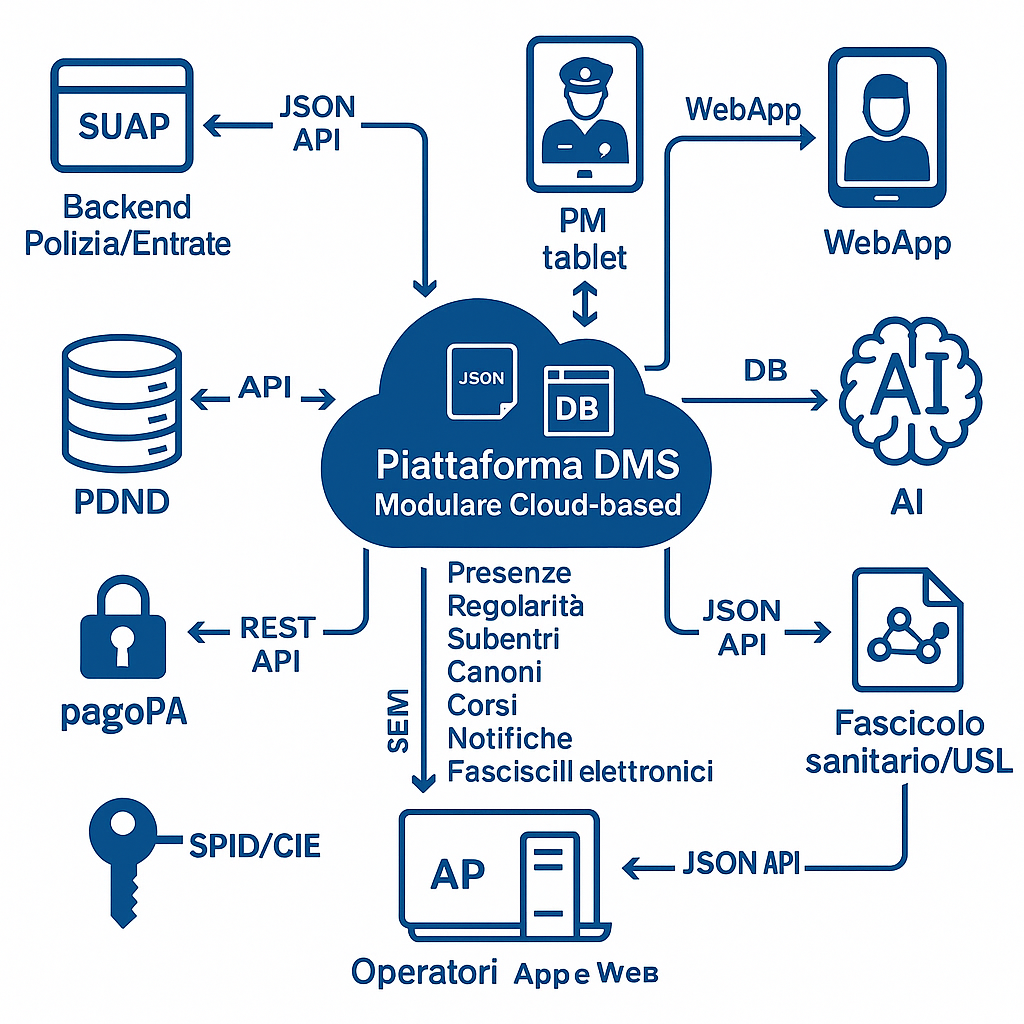 SUAP
JSON
API
Backend
Polizia/Entrate
PM
tablet
WebApp
WebApp
PDND
API
JSON
DB
Piattaforma DMS
Modulare Cloud-based
DB
AI
AI
pagoPA
REST
API
SEM
Presenze
Regolarità
Subentri
Canoni
Corsi
Notifiche
Fasciscill elettronici
JSON
API
Fascicolo
sanitario/USL
SPID/CIE
AP
JSON API
Operatori App e Web